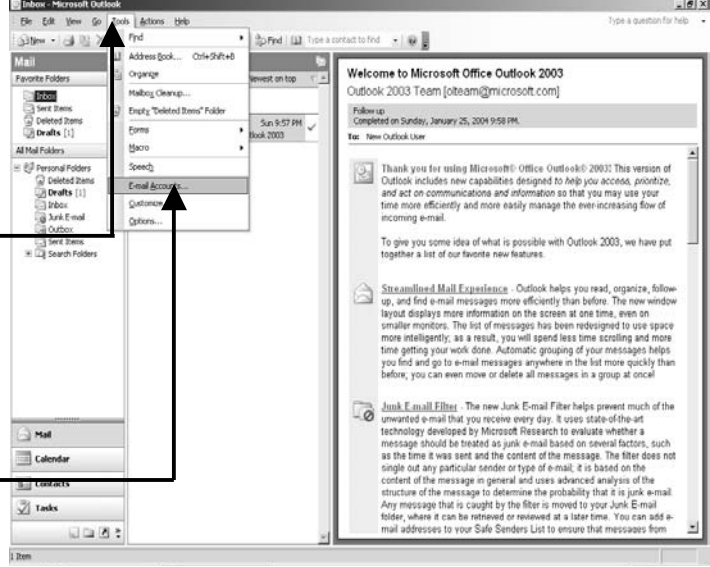 Inbox - Microsoft Outlook
File Edit View Go Tools Actions Help
Type a question for help
New
Find
Type a contact to find
Find
Address Book... Ctrl+Shift+B
Organize
Mailbox Cleanup...
Empty "Deleted Items" Folder
Forms
Macro
Speech
E-mail Accounts...
Customize
Options...
Mail
Favorite Folders
Inbox
Sent Items
Deleted Items
Drafts [1]
All Mail Folders
Personal Folders
Deleted Items
Drafts [1]
Inbox
Junk E-mail
Outbox
Sent Items
Search Folders
Mail
Calendar
Contacts
Tasks
Newest on top
Sun 9:57 PM
2003
Welcome to Microsoft Office Outlook 2003
Outlook 2003 Team [olteam@microsoft.com]
Follow up
Completed on Sunday, January 25, 2004 9:58 PM.
To: New Outlook User
Thank you for using Microsoft® Office Outlook® 2003! This version of
Outlook includes new capabilities designed to help you access, prioritize,
and act on communications and information so that you may use your
time more efficiently and more easily manage the ever-increasing flow of
incoming e-mail.
To give you some idea of what is possible with Outlook 2003, we have put
together a list of our favorite new features.
Streamlined Mail Experience - Outlook helps you read, organize, follow-
up, and find e-mail messages more efficiently than before. The new window
layout displays more information on the screen at one time, even on
smaller monitors. The list of messages has been redesigned to use space
more intelligently; as a result, you will spend less time scrolling and more
time getting your work done. Automatic grouping of your messages helps
you find and go to e-mail messages anywhere in the list more quickly than
before; you can even move or delete all messages in a group at once!
Junk E-mail Filter - The new Junk E-mail Filter helps prevent much of the
unwanted e-mail that you receive every day. It uses state-of-the-art
technology developed by Microsoft Research to evaluate whether a
message should be treated as junk e-mail based on several factors, such
as the time it was sent and the content of the message. The filter does not
single out any particular sender or type of e-mail; it is based on the
content of the message in general and uses advanced analysis of the
structure of the message to determine the probability that it is junk e-mail.
Any message that is caught by the filter is moved to your Junk E-mail
folder, where it can be retrieved or reviewed at a later time. You can add e-
mail addresses to your Safe Senders List to ensure that messages from
1 Item